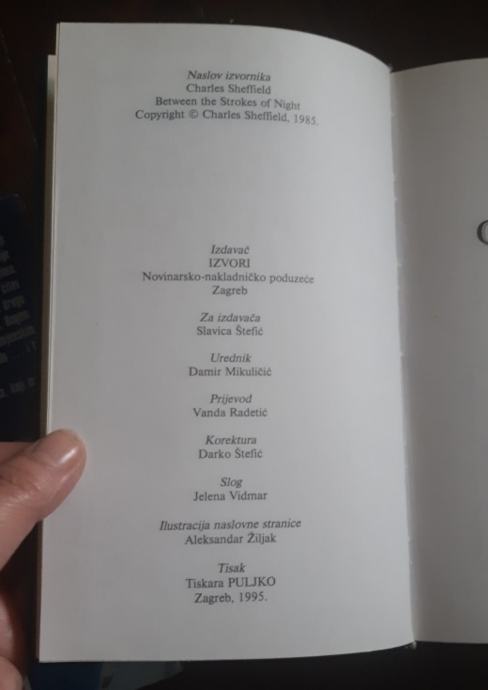 Naslov izvornika
Charles Sheffield
Between the Strokes of Night
Copyright © Charles Sheffield, 1985.
Izdavač
IZVORI
Novinarsko-nakladničko poduzeće
Zagreb
Za izdavača
Slavica Štefić
Urednik
Damir Mikuličić
Prijevod
Vanda Radetić
Korektura
Darko Štefić
Slog
Jelena Vidmar
Ilustracija naslovne stranice
Aleksandar Žiljak
Tisak
Tiskara PULJKO
Zagreb, 1995.